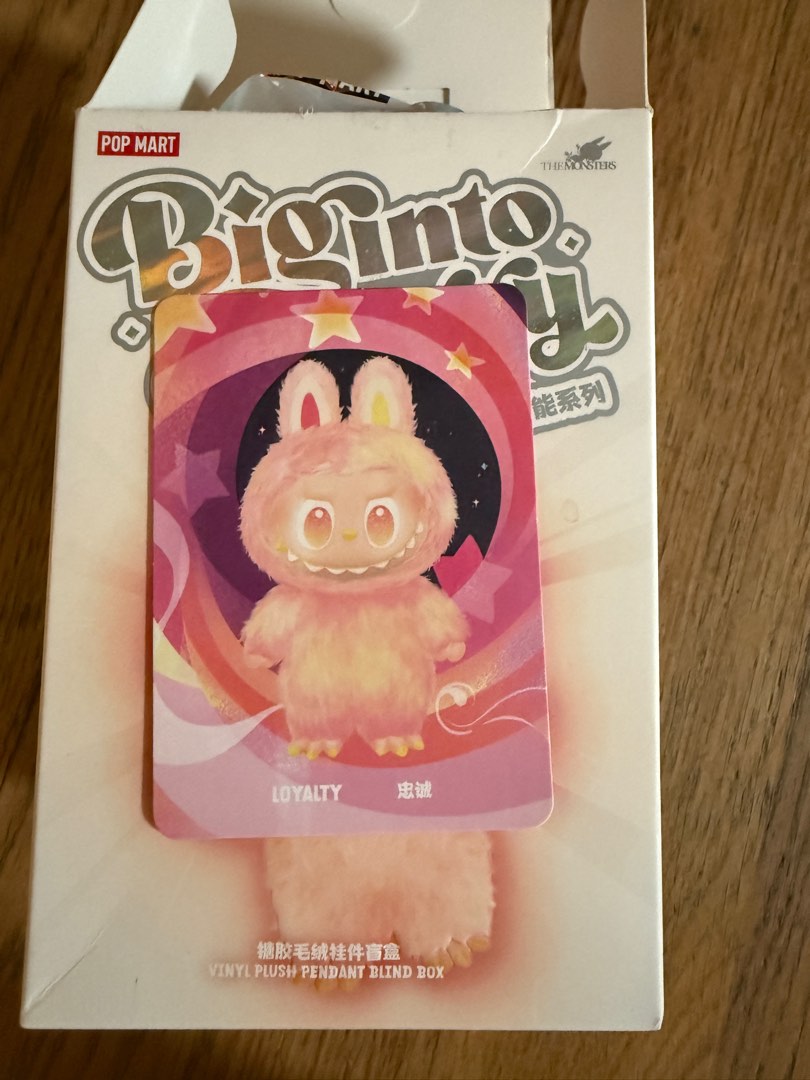 POP MART
THE MONSTERS
Big into
能系列
LOYALTY 忠诚
搪胶毛绒挂件盲盒
VINYL PLUSH PENDANT BLIND BOX